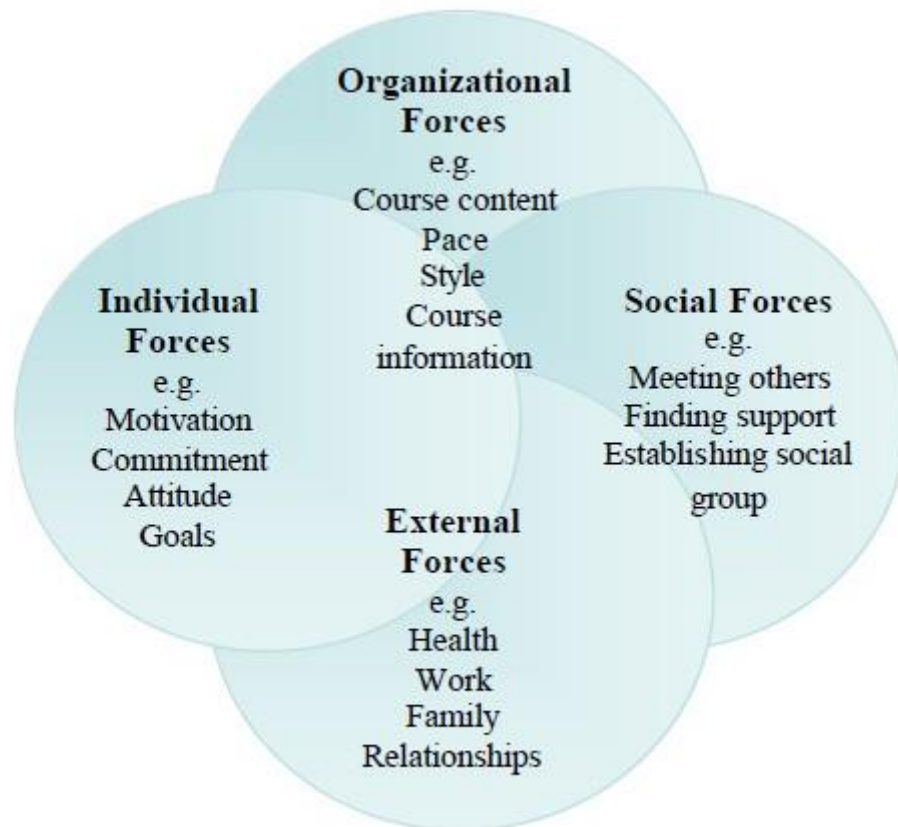 Organizational
Forces
e.g.
Course content
Pace
Style
Course
information
Individual
Forces
e.g.
Motivation
Commitment
Attitude
Goals
Social Forces
e.g.
Meeting others
Finding support
Establishing social
group
External
Forces
e.g.
Health
Work
Family
Relationships